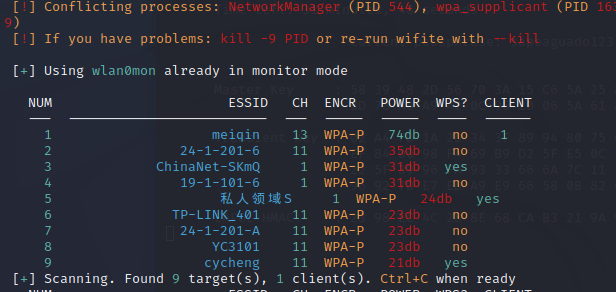 [!] Conflicting processes: NetworkManager (PID 544), wpa_supplicant (PID 163
9)
[!] If you have problems: kill -9 PID or re-run wifite with --kill
[+] Using wlan0mon already in monitor mode
NUM ESSID CH ENCR POWER WPS? CLIENT
1 meiqin 13 WPA-P 74db no 1
2 24-1-201-6 11 WPA-P 35db no
3 ChinaNet-SKmQ 1 WPA-P 31db yes
4 19-1-101-6 1 WPA-P 31db no
5 私人领域S 1 WPA-P 24db yes
6 TP-LINK_401 11 WPA-P 23db no
7 24-1-201-A 11 WPA-P 23db no
8 YC3101 11 WPA-P 23db no
9 cycheng 11 WPA-P 21db yes
[+] Scanning. Found 9 target(s), 1 client(s). Ctrl+C when ready